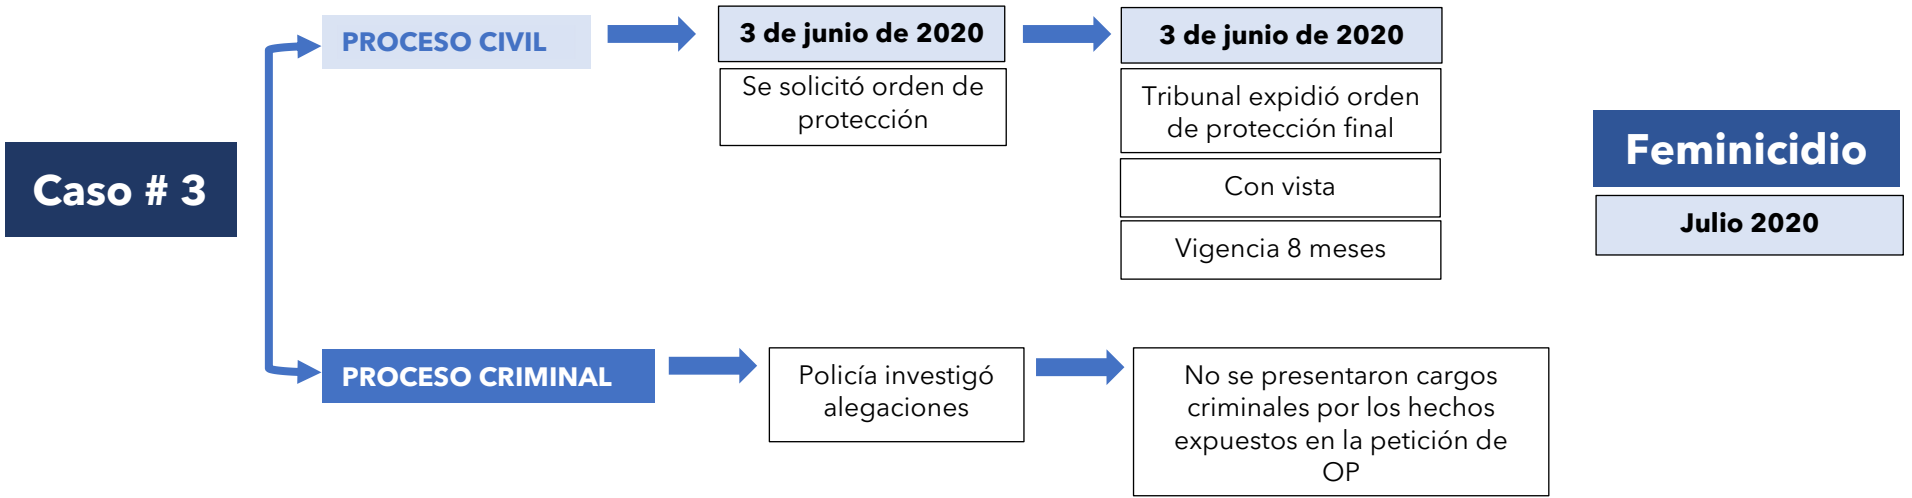 Caso # 3
PROCESO CIVIL
3 de junio de 2020
Se solicitó orden de
protección
3 de junio de 2020
Tribunal expidió orden
de protección final
Con vista
Vigencia 8 meses
Feminicidio
Julio 2020
PROCESO CRIMINAL
Policía investigó
alegaciones
No se presentaron cargos
criminales por los hechos
expuestos en la petición de
OP